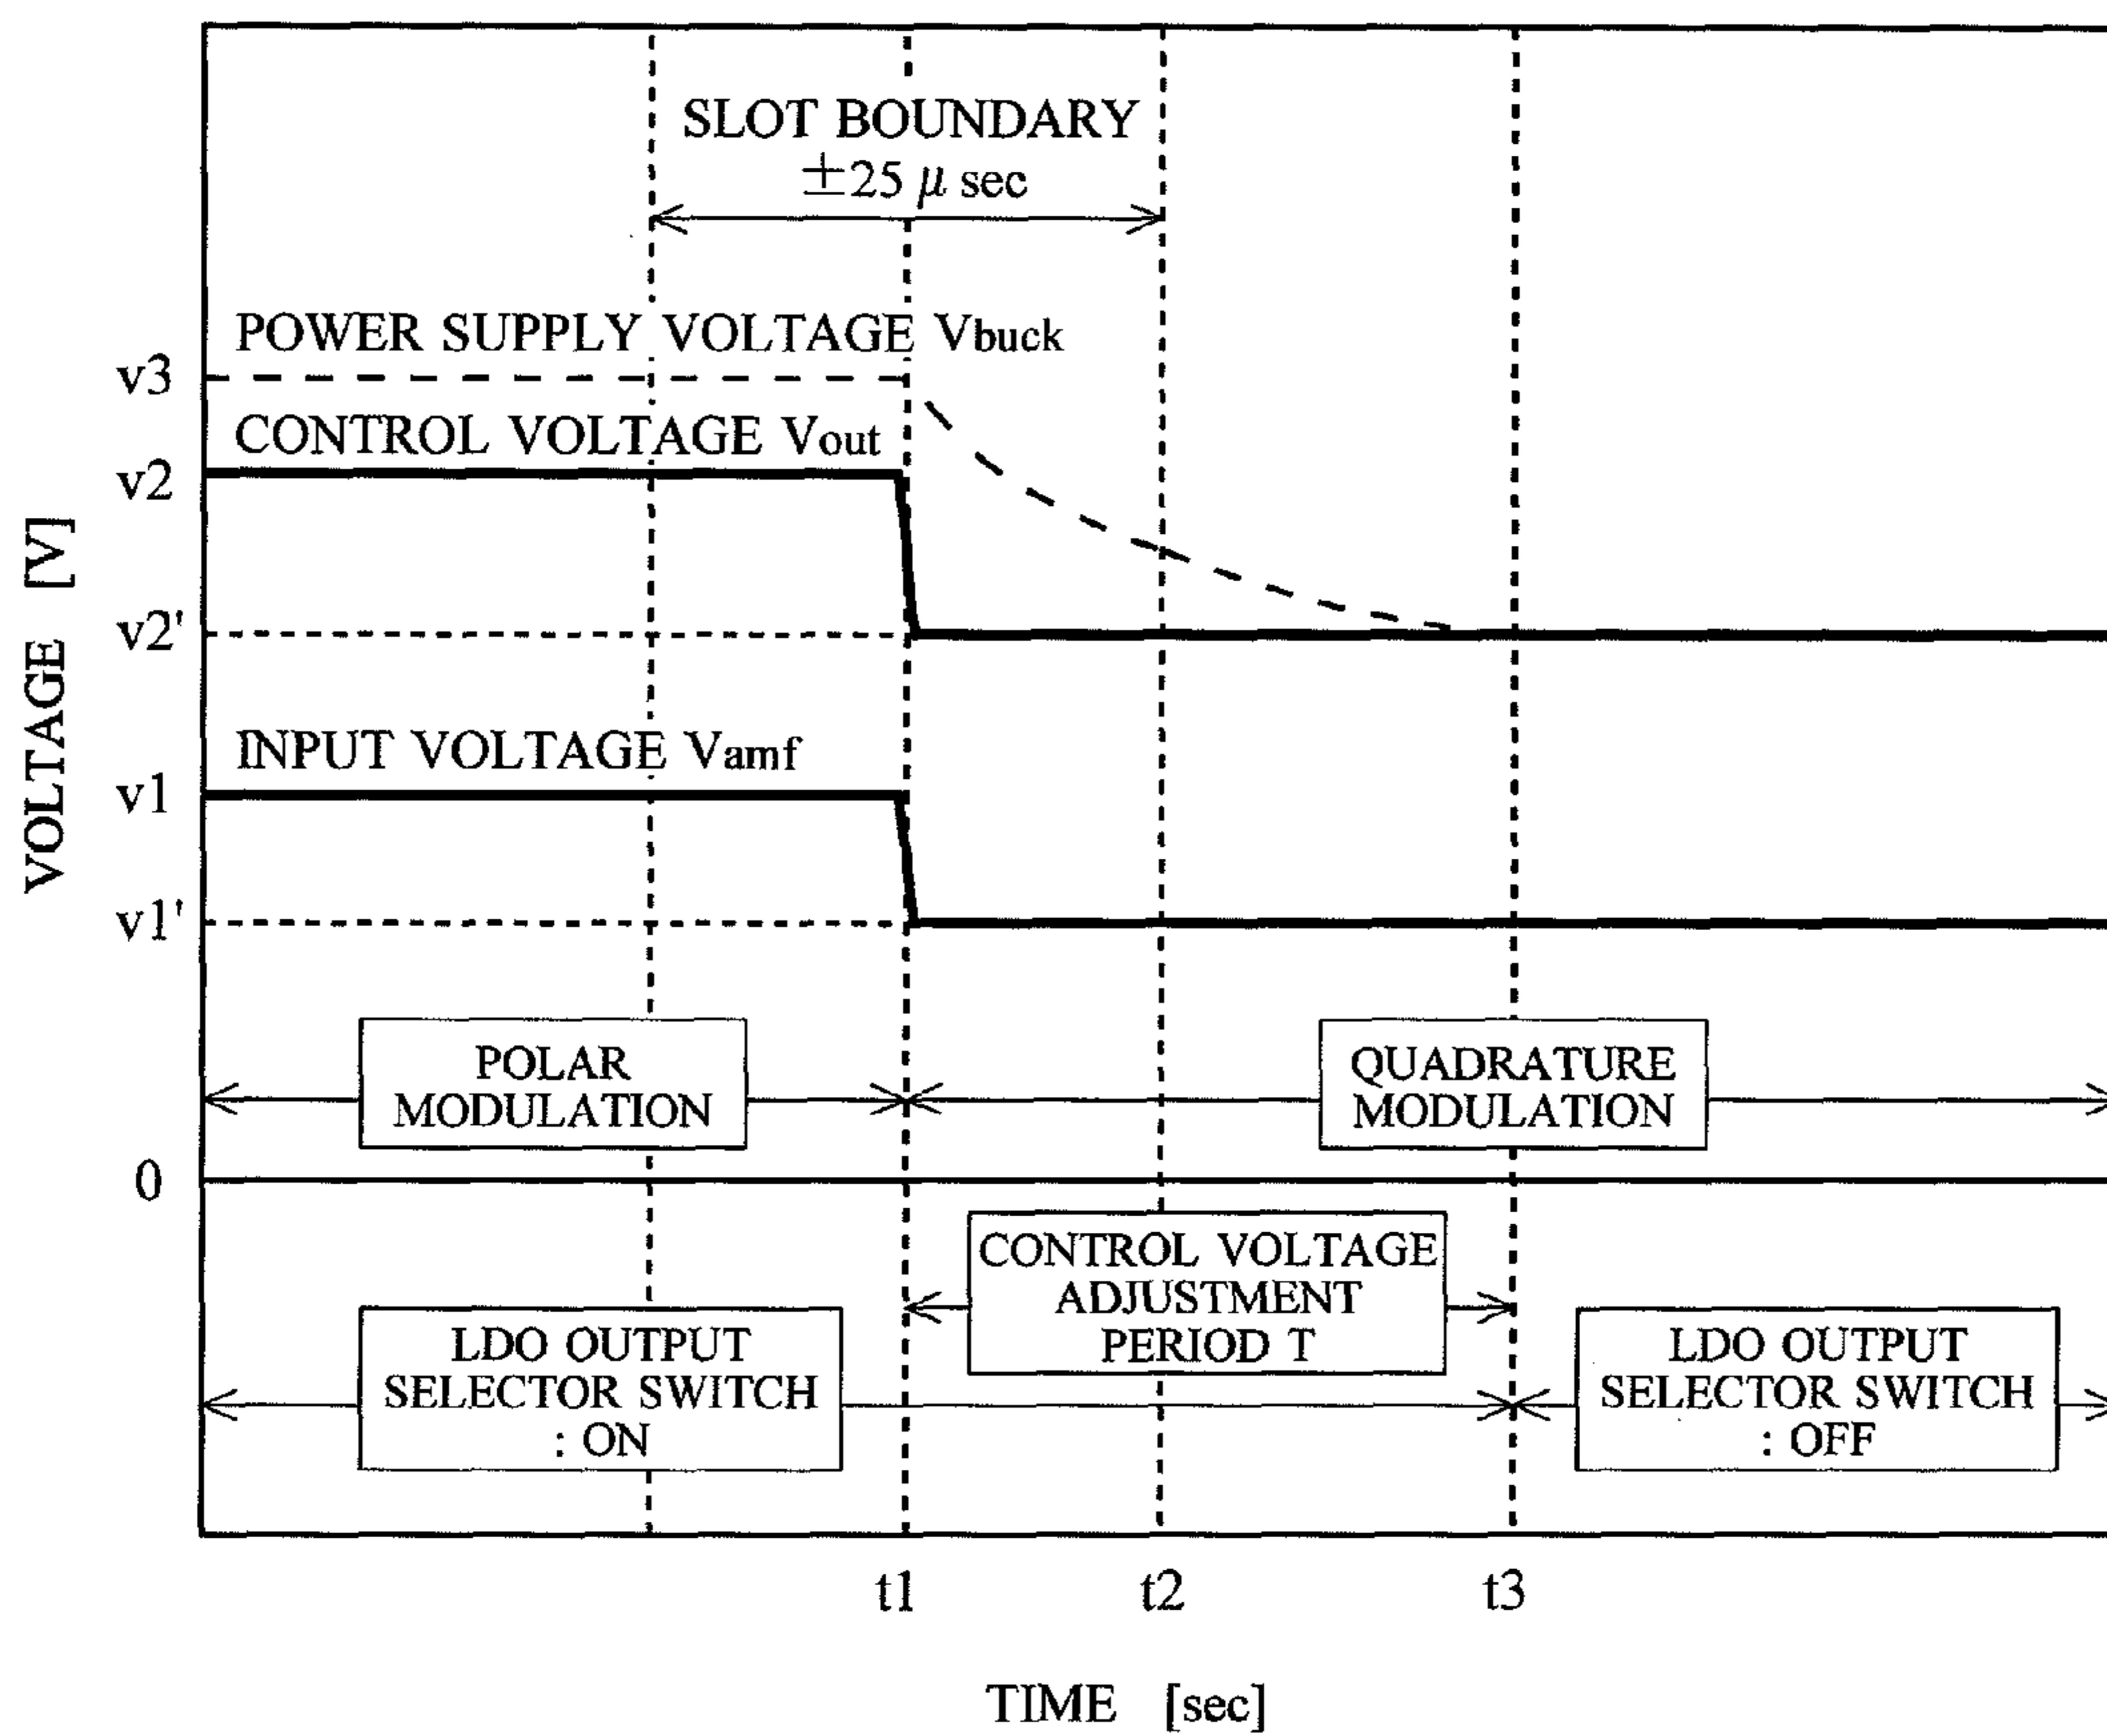 SLOT BOUNDARY
±25 μ sec
POWER SUPPLY VOLTAGE Vbuck
v3
CONTROL VOLTAGE Vout
v2
v2'
INPUT VOLTAGE Vamf
v1
v1'
VOLTAGE [V]
POLAR
MODULATION
QUADRATURE
MODULATION
0
CONTROL VOLTAGE
ADJUSTMENT
PERIOD T
LDO OUTPUT
SELECTOR SWITCH
: ON
LDO OUTPUT
SELECTOR SWITCH
: OFF
t1
t2
t3
TIME [sec]